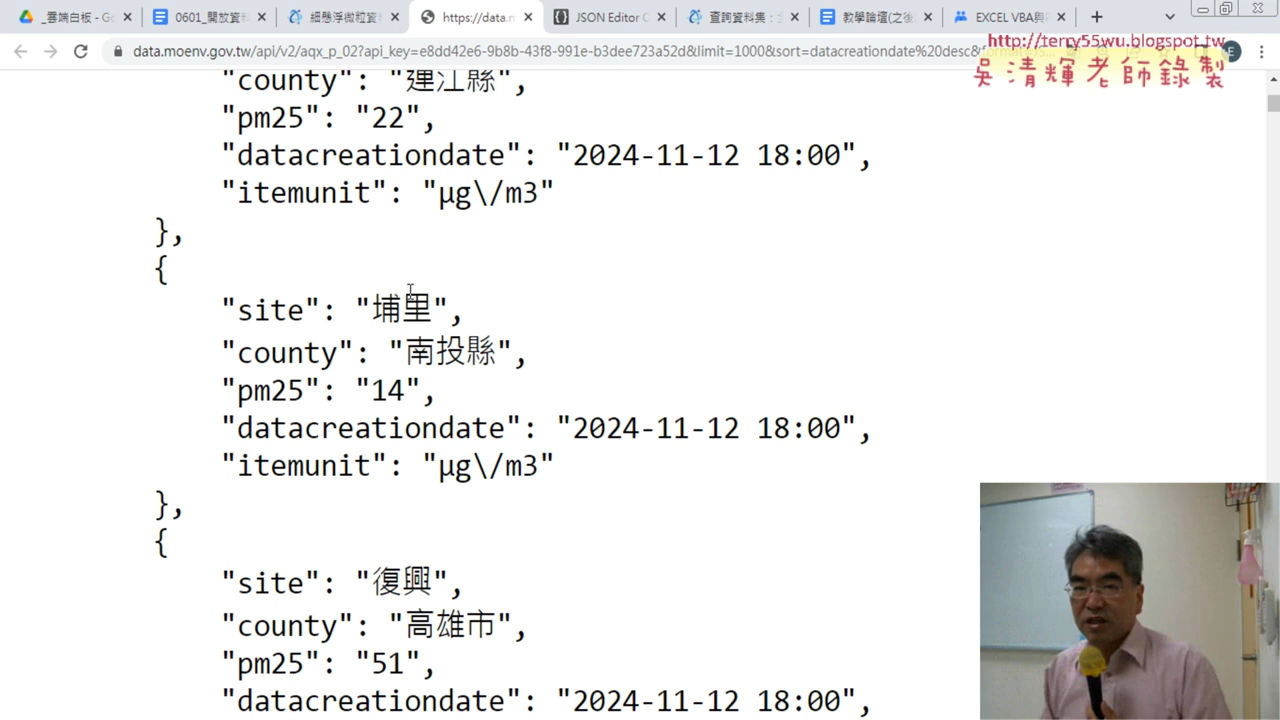 _雲端白板 - Go
0601_開放資料
細懸浮微粒資
https://data.m
JSON Editor O
查詢資料集：主
教學論壇(之後
EXCEL VBA與
data.moenv.gov.tw/api/v2/aqx_p_02?api_key=e8dd42e6-9b8b-43f8-991e-b3dee723a52d&limit=1000&sort=datacreationdate%20desc&
http://terry55wu.blogspot.tw
吳清輝老師錄製
"county": "連江縣",
"pm25": "22",
"datacreationdate": "2024-11-12 18:00",
"itemunit": "μg\/m3"
},
{
"site": "埔里",
"county": "南投縣",
"pm25": "14",
"datacreationdate": "2024-11-12 18:00",
"itemunit": "μg\/m3"
},
{
"site": "復興",
"county": "高雄市",
"pm25": "51",
"datacreationdate": "2024-11-12 18:00",